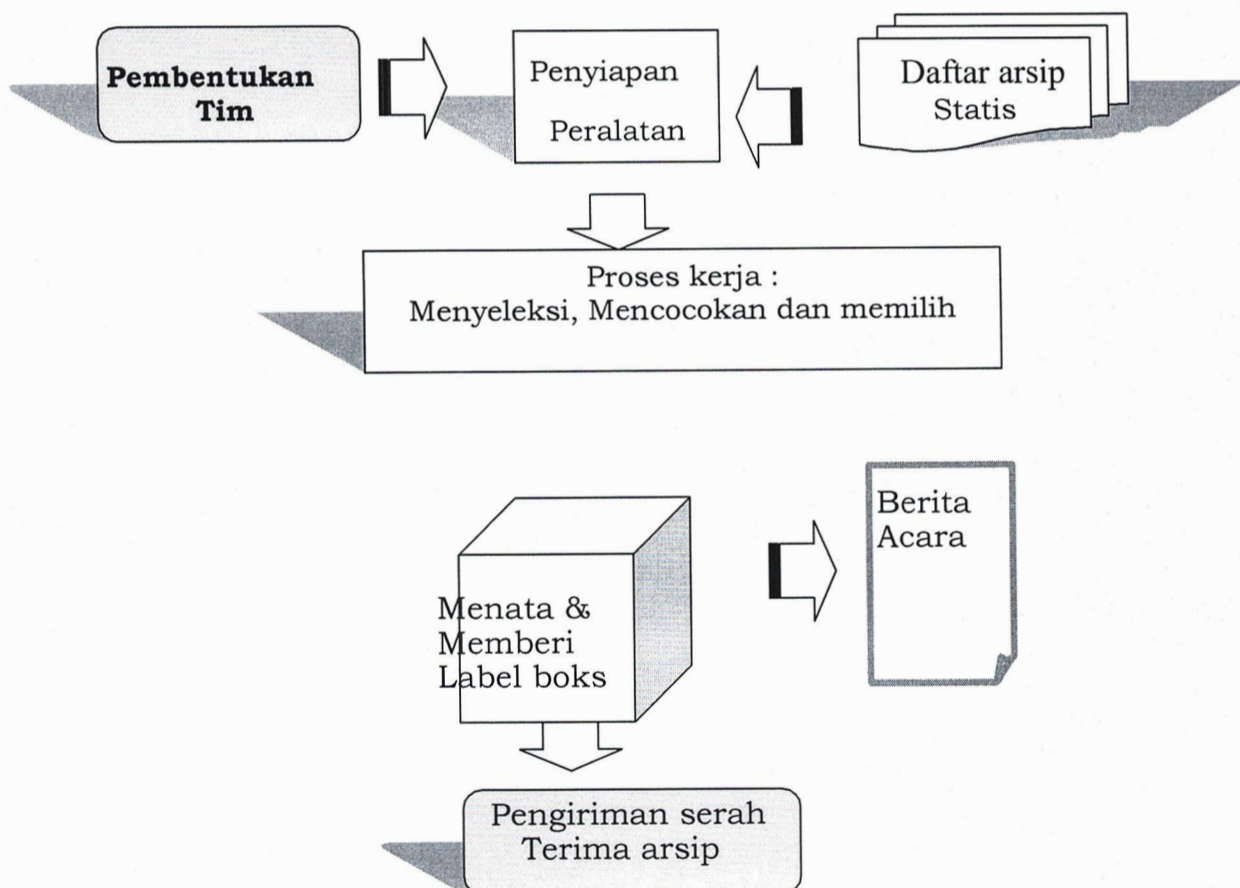 Pembentukan
Tim
Penyiapan
Peralatan
Daftar arsip
Statis
Proses kerja :
Menyeleksi, Mencocokan dan memilih
Menata &
Memberi
Label boks
Berita
Acara
Pengiriman serah
Terima arsip